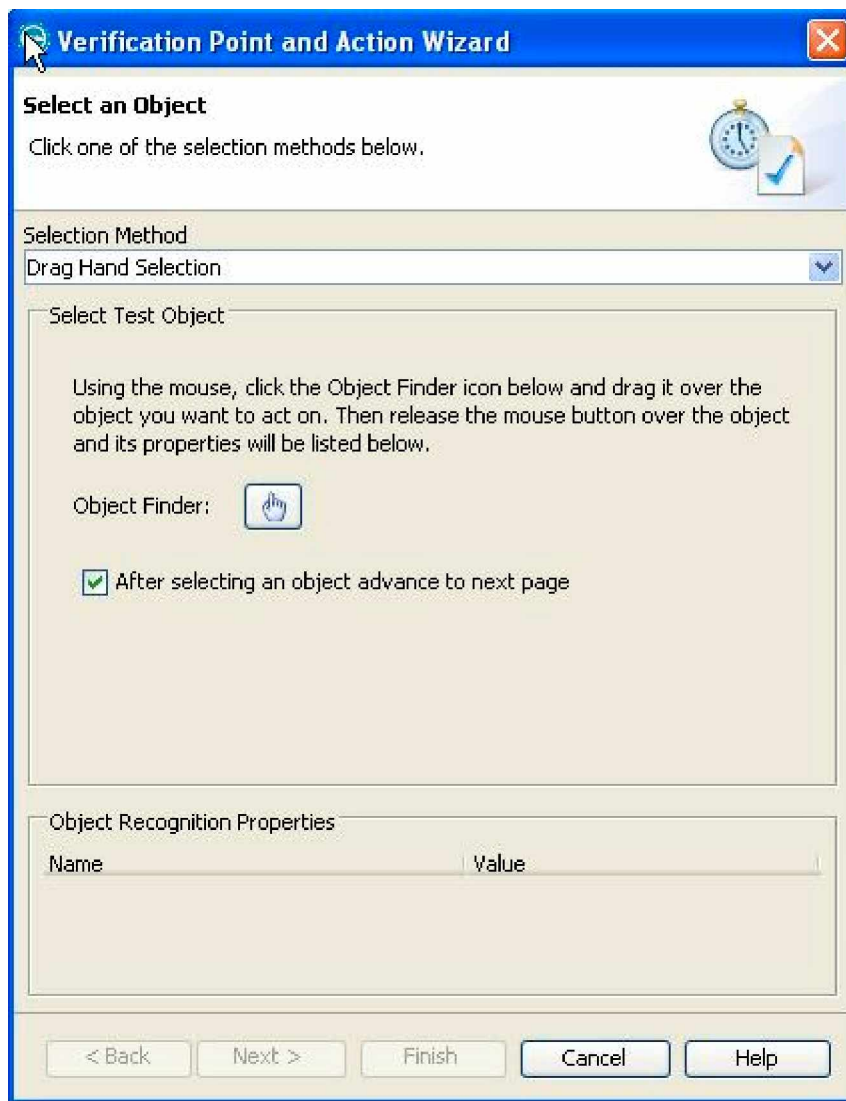 Verification Point and Action Wizard
Select an Object
Click one of the selection methods below.
Selection Method
Drag Hand Selection
Select Test Object
Using the mouse, click the Object Finder icon below and drag it over the
object you want to act on. Then release the mouse button over the object
and its properties will be listed below.
Object Finder:
After selecting an object advance to next page
Object Recognition Properties
Name Value
< Back Next > Finish Cancel Help